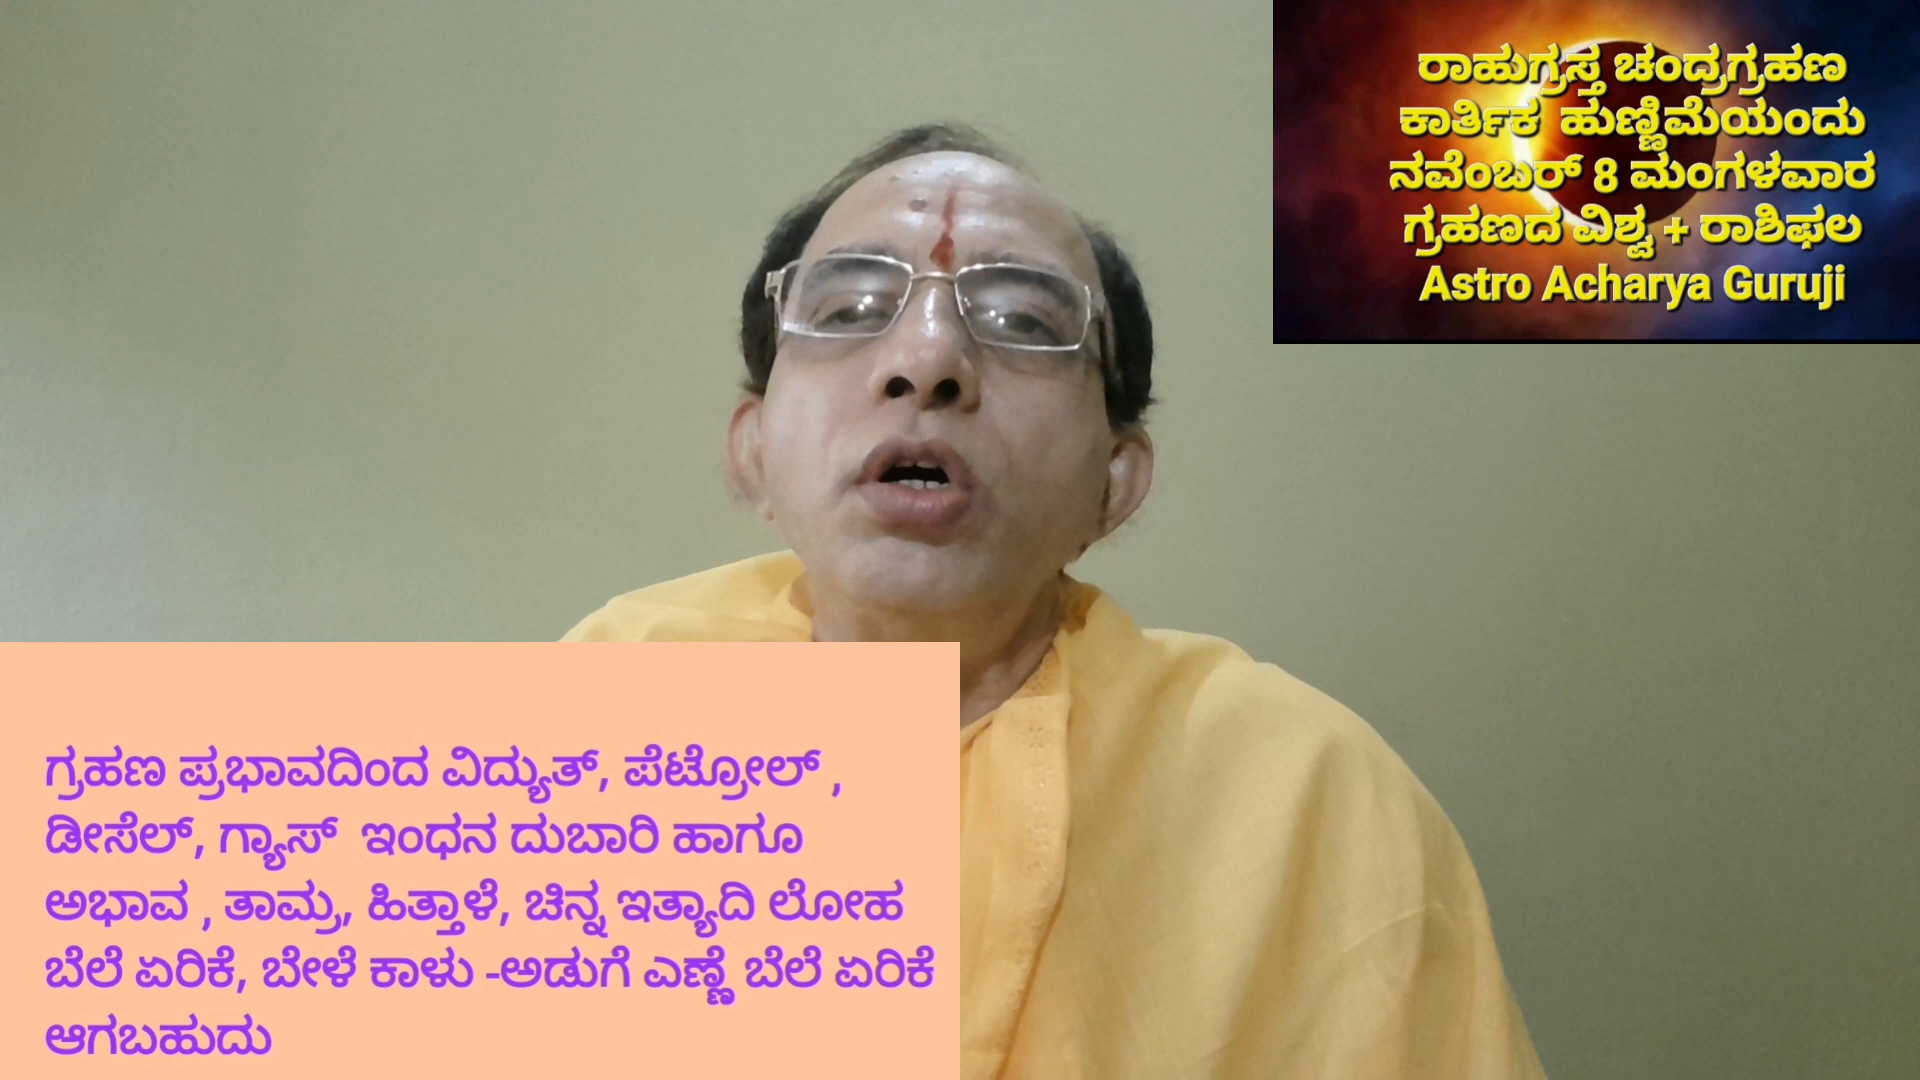 ರಾಹುಗ್ರಸ್ತ ಚಂದ್ರಗ್ರಹಣ
ಕಾರ್ತಿಕ ಹುಣ್ಣಿಮೆಯಂದು
ನವೆಂಬರ್ 8 ಮಂಗಳವಾರ
ಗ್ರಹಣದ ವಿಶ್ವ + ರಾಶಿಫಲ
Astro Acharya Guruji
ಗ್ರಹಣ ಪ್ರಭಾವದಿಂದ ವಿದ್ಯುತ್, ಪೆಟ್ರೋಲ್ ,
ಡೀಸೆಲ್, ಗ್ಯಾಸ್ ಇಂಧನ ದುಬಾರಿ ಹಾಗೂ
ಅಭಾವ , ತಾಮ್ರ, ಹಿತ್ತಾಳೆ, ಚಿನ್ನ ಇತ್ಯಾದಿ ಲೋಹ
ಬೆಲೆ ಏರಿಕೆ, ಬೇಳೆ ಕಾಳು -ಅಡುಗೆ ಎಣ್ಣೆ ಬೆಲೆ ಏರಿಕೆ
ಆಗಬಹುದು